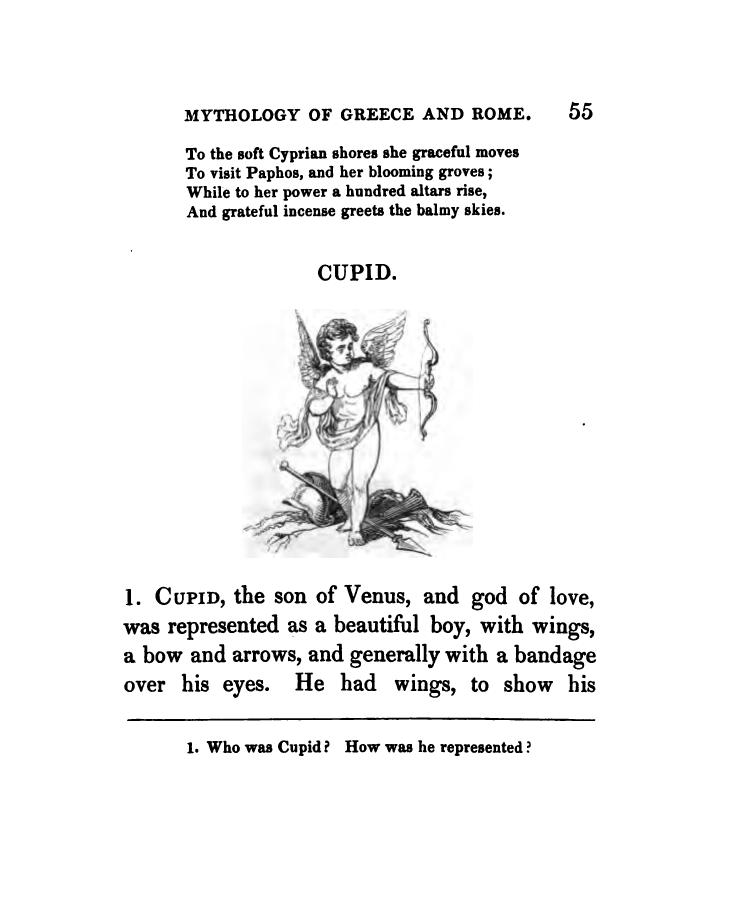 MYTHOLOGY OF GREECE AND ROME. 55
To the soft Cyprian shores she graceful moves
To visit Paphos, and her blooming groves;
While to her power a hundred altars rise,
And grateful incense greets the balmy skies.
CUPID.
1. CUPID, the son of Venus, and god of love,
was represented as a beautiful boy, with wings,
a bow and arrows, and generally with a bandage
over his eyes. He had wings, to show his
1. Who was Cupid? How was he represented?